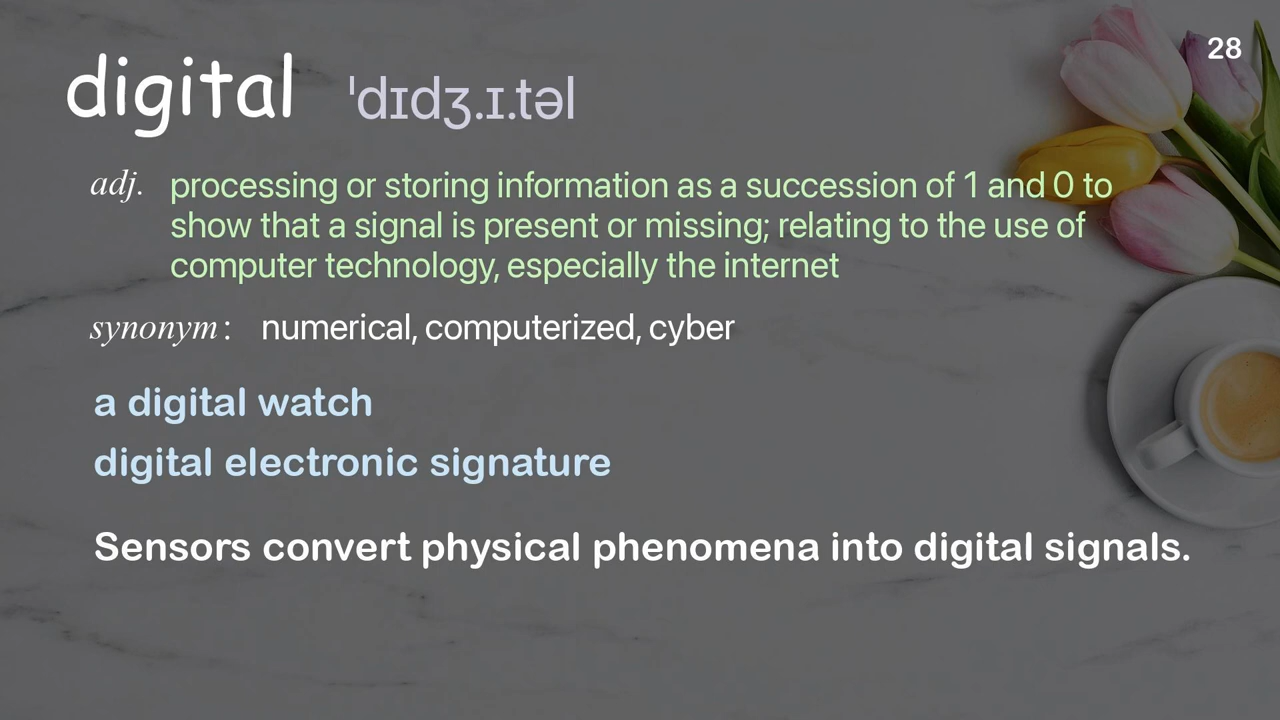 28
digital ˈdɪdʒ.ɪ.təl
adj. processing or storing information as a succession of 1 and 0 to
show that a signal is present or missing; relating to the use of
computer technology, especially the internet
synonym: numerical, computerized, cyber
a digital watch
digital electronic signature
Sensors convert physical phenomena into digital signals.